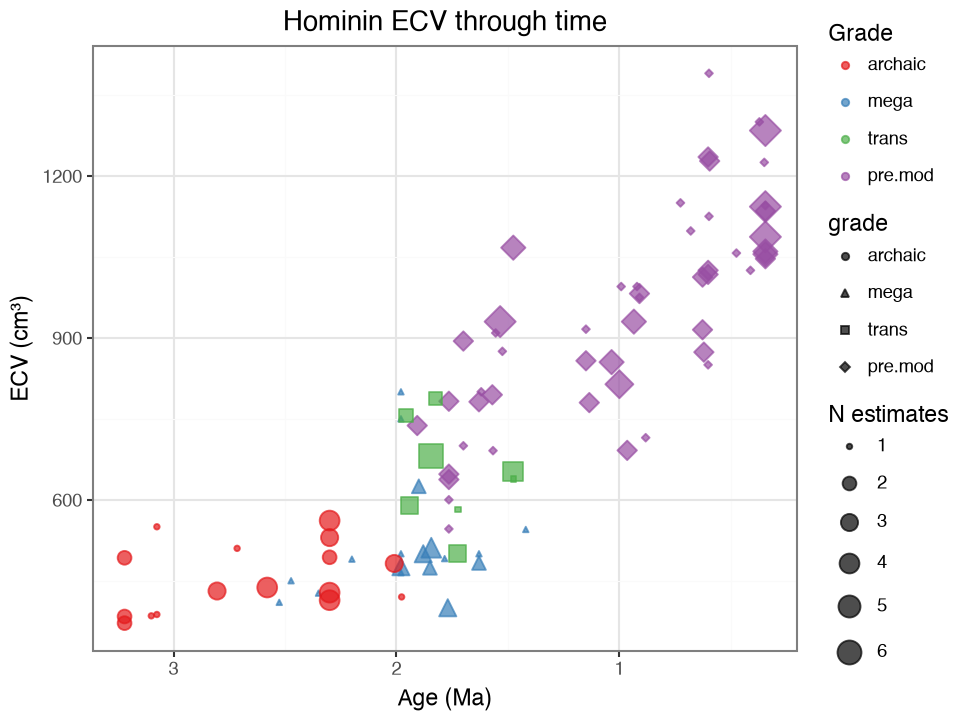 Hominin ECV through time
ECV (cm³)
1200
900
600
3
2
1
Age (Ma)
Grade
archaic
mega
trans
pre.mod
grade
archaic
mega
trans
pre.mod
N estimates
1
2
3
4
5
6